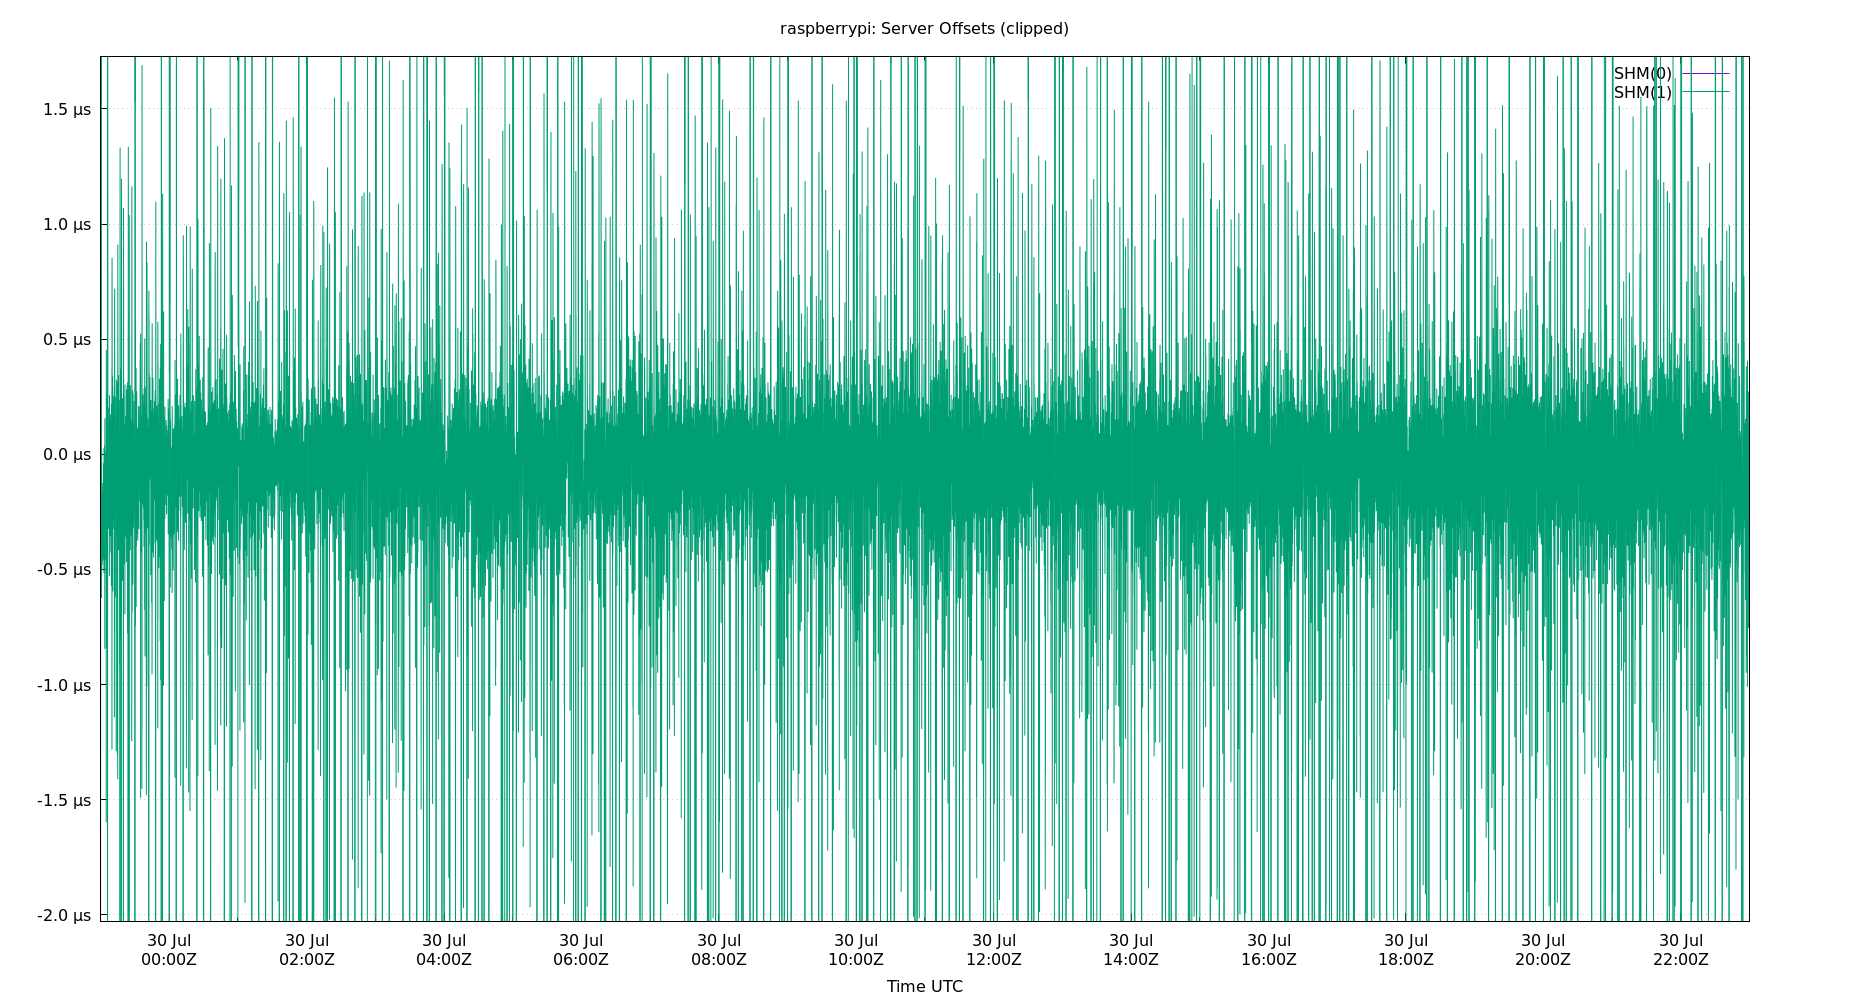 raspberrypi: Server Offsets (clipped)
SHM(0)
SHM(1)
1.5 µs
1.0 µs
0.5 µs
0.0 µs
-0.5 µs
-1.0 µs
-1.5 µs
-2.0 µs
30 Jul 30 Jul 30 Jul 30 Jul 30 Jul 30 Jul 30 Jul 30 Jul 30 Jul 30 Jul 30 Jul 30 Jul
00:00Z 02:00Z 04:00Z 06:00Z 08:00Z 10:00Z 12:00Z 14:00Z 16:00Z 18:00Z 20:00Z 22:00Z
Time UTC